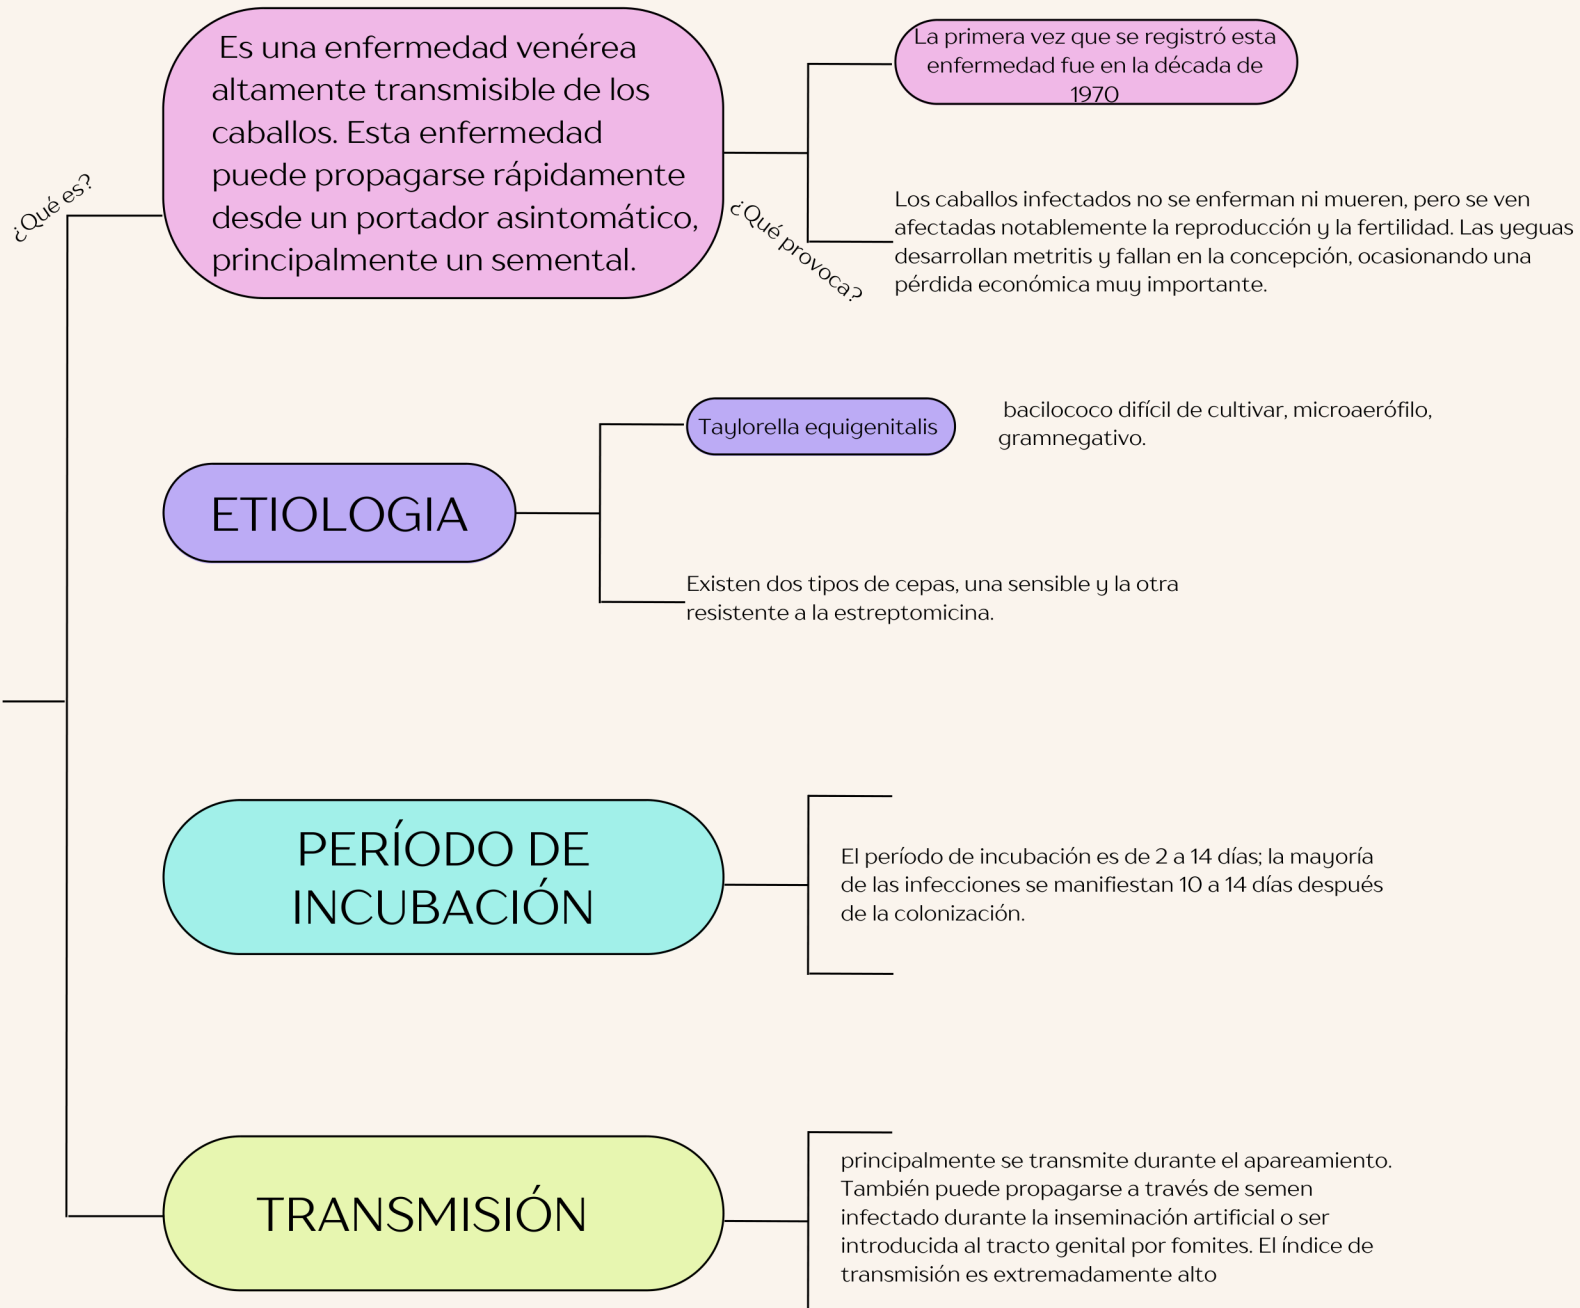 ¿Qué es?
Es una enfermedad venérea
altamente transmisible de los
caballos. Esta enfermedad
puede propagarse rápidamente
desde un portador asintomático,
principalmente un semental.
La primera vez que se registró esta
enfermedad fue en la década de
1970
¿Qué provoca?
Los caballos infectados no se enferman ni mueren, pero se ven
afectadas notablemente la reproducción y la fertilidad. Las yeguas
desarrollan metritis y fallan en la concepción, ocasionando una
pérdida económica muy importante.
ETIOLOGIA
Taylorella equigenitalis
bacilococo difícil de cultivar, microaerófilo,
gramnegativo.
Existen dos tipos de cepas, una sensible y la otra
resistente a la estreptomicina.
PERÍODO DE
INCUBACIÓN
El período de incubación es de 2 a 14 días; la mayoría
de las infecciones se manifiestan 10 a 14 días después
de la colonización.
TRANSMISIÓN
principalmente se transmite durante el apareamiento.
También puede propagarse a través de semen
infectado durante la inseminación artificial o ser
introducida al tracto genital por fomites. El índice de
transmisión es extremadamente alto